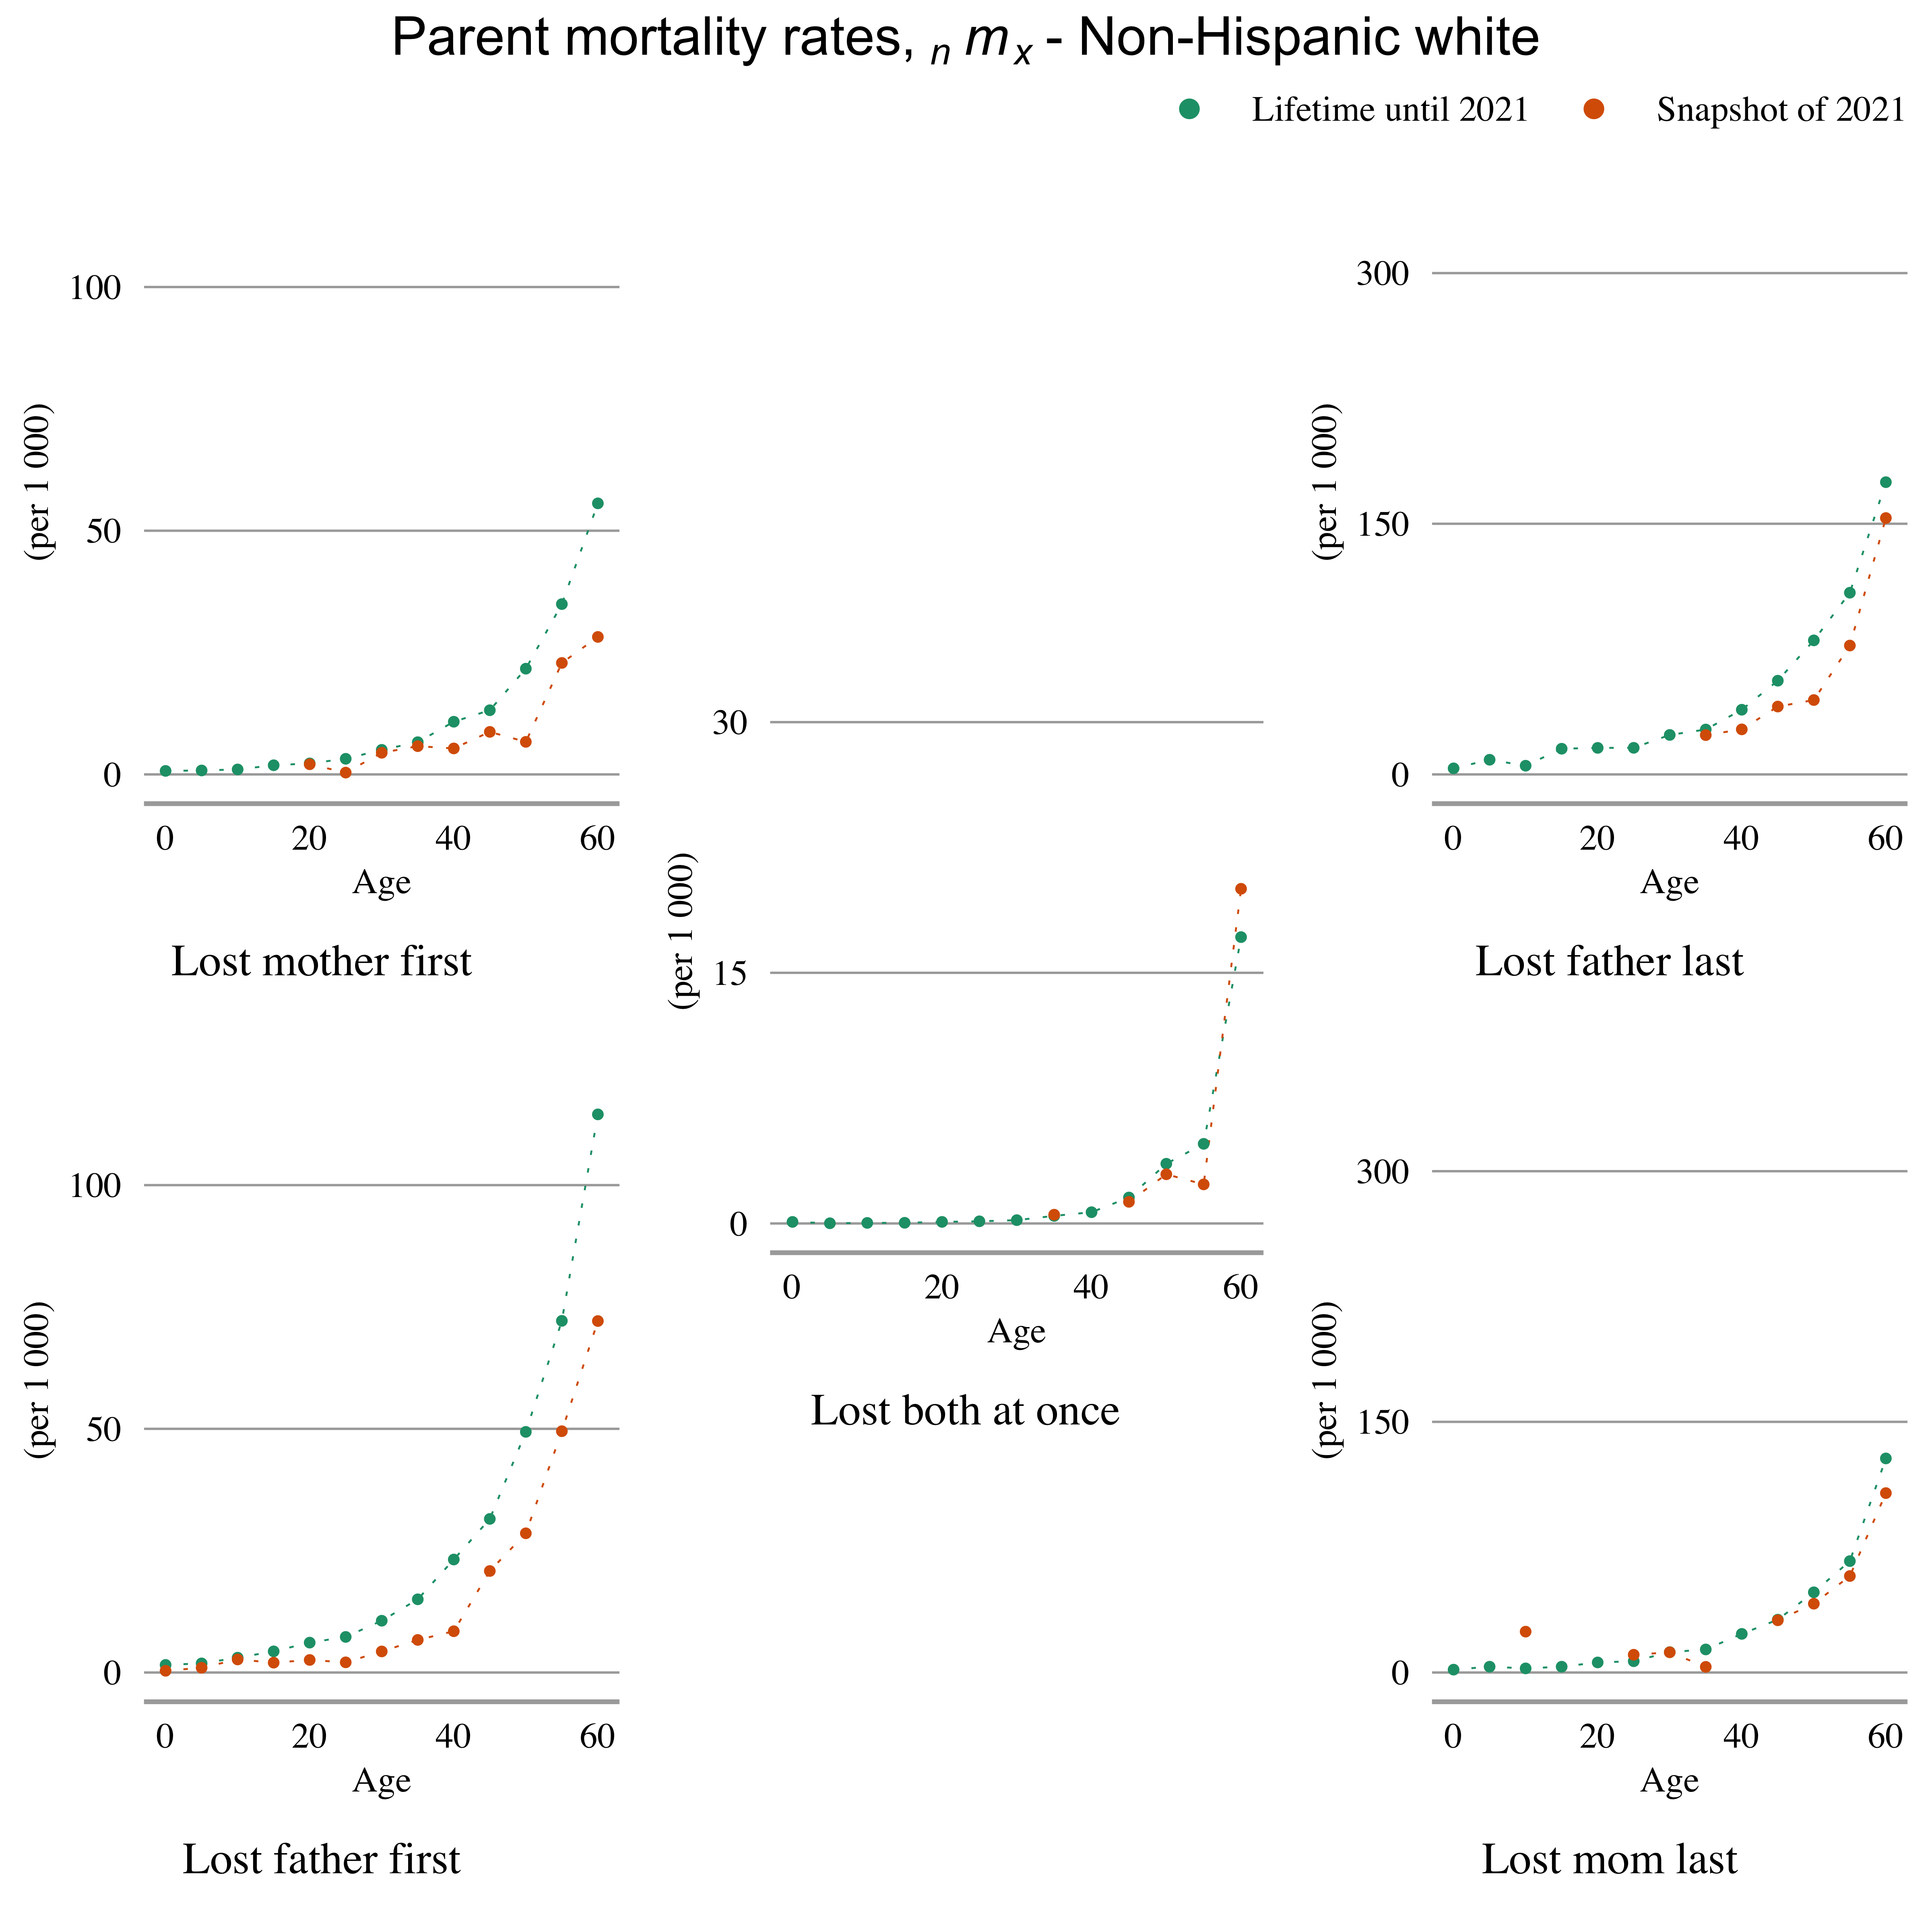 Parent mortality rates, n mx - Non-Hispanic white
Lifetime until 2021 Snapshot of 2021
100
50
0
(per 1 000)
0 20 40 60
Age
Lost mother first
300
150
0
(per 1 000)
0 20 40 60
Age
Lost father last
30
15
0
(per 1 000)
0 20 40 60
Age
Lost both at once
100
50
0
(per 1 000)
0 20 40 60
Age
Lost father first
300
150
0
(per 1 000)
0 20 40 60
Age
Lost mom last